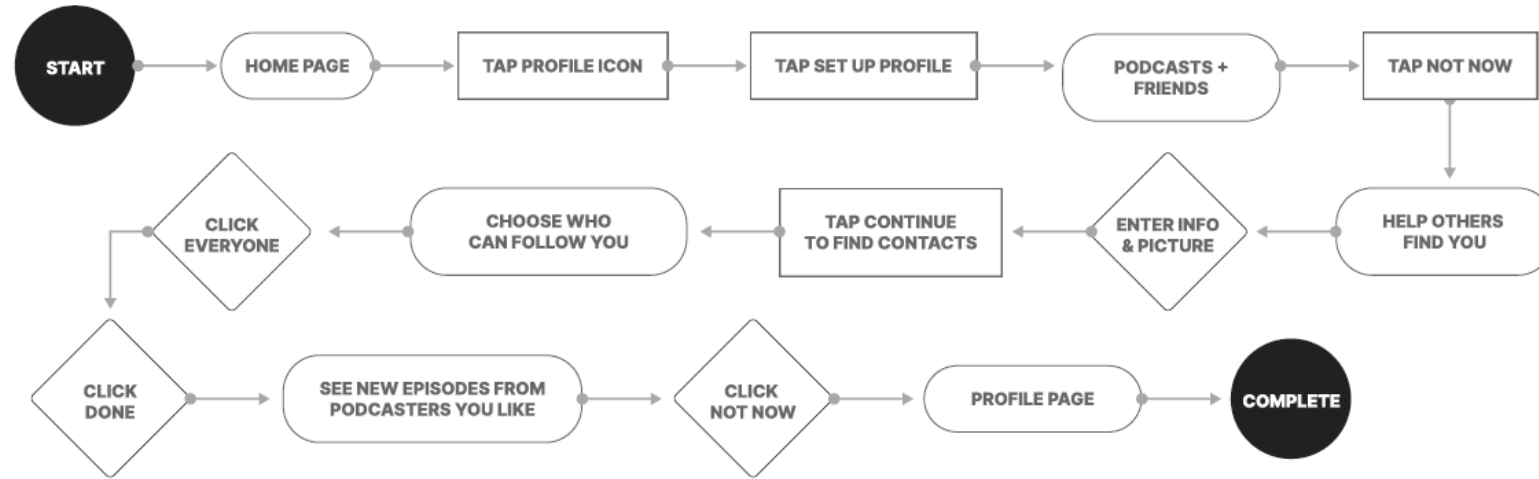 START
HOME PAGE
TAP PROFILE ICON
TAP SET UP PROFILE
PODCASTS +
FRIENDS
TAP NOT NOW
HELP OTHERS
FIND YOU
ENTER INFO
& PICTURE
TAP CONTINUE
TO FIND CONTACTS
CHOOSE WHO
CAN FOLLOW YOU
CLICK
EVERYONE
CLICK
DONE
SEE NEW EPISODES FROM
PODCASTERS YOU LIKE
CLICK
NOT NOW
PROFILE PAGE
COMPLETE